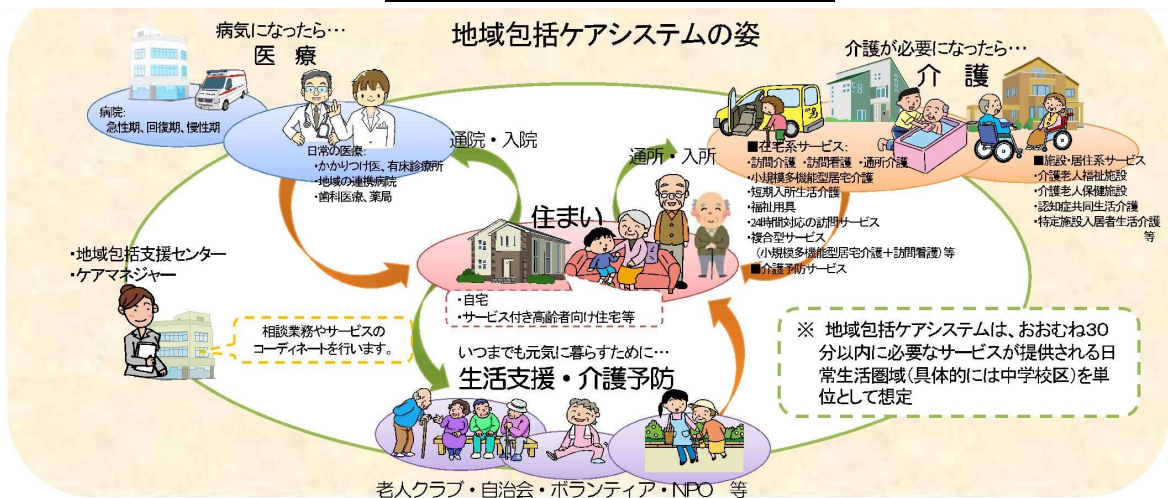 地域包括ケアシステムの姿
病気になったら…
医 療
病院:
急性期、回復期、慢性期
日常の医療:
・かかりつけ医、有床診療所
・地域の連携病院
・歯科医療、薬局
通院・入院
通所・入所
介護が必要になったら…
介 護
■在宅系サービス:
・訪問介護 ・訪問看護 ・通所介護
・小規模多機能型居宅介護
・短期入所生活介護
・福祉用具
・24時間対応の訪問サービス
・複合型サービス
(小規模多機能型居宅介護+訪問看護)等
■介護予防サービス
■施設・居住系サービス
・介護老人福祉施設
・介護老人保健施設
・認知症共同生活介護
・特定施設入居者生活介護
等
住まい
・自宅
・サービス付き高齢者向け住宅等
・地域包括支援センター
・ケアマネジャー
相談業務やサービスの
コーディネートを行います。
いつまでも元気に暮らすために…
生活支援・介護予防
老人クラブ・自治会・ボランティア・NPO 等
※ 地域包括ケアシステムは、おおむね30
分以内に必要なサービスが提供される日
常生活圏域(具体的には中学校区)を単
位として想定